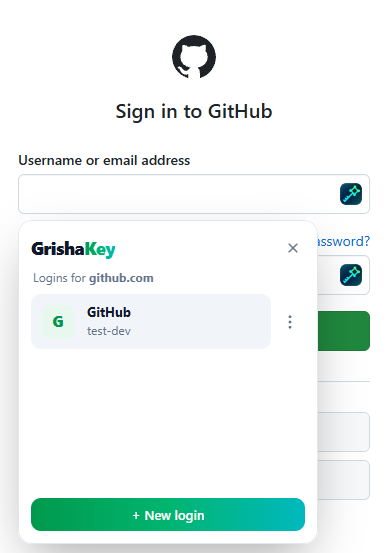 Sign in to GitHub
Username or email address
assword?
GrishaKey
Logins for github.com
G
GitHub
test-dev
+ New login